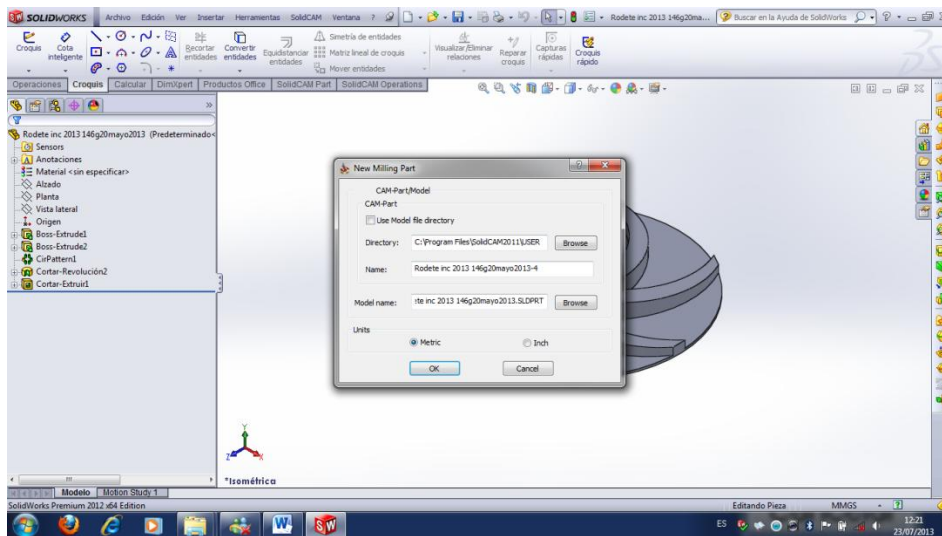 SOLIDWORKS Archivo Edición Ver Insertar Herramientas SolidCAM Ventana ? Rodete inc 2013 146g20ma... Buscar en la Ayuda de SolidWorks
Croquis Cota inteligente Recortar entidades Convertir entidades Equidistanciar entidades Simetría de entidades Matriz lineal de croquis Mover entidades Visualizar/Eliminar relaciones Reparar croquis Capturas rápidas Croquis rápido
Operaciones Croquis Calcular DimXpert Productos Office SolidCAM Part SolidCAM Operations
Rodete inc 2013 146g20mayo2013 (Predeterminado<
Sensors
Anotaciones
Material <sin especificar>
Alzado
Planta
Vista lateral
Origen
Boss-Extrude1
Boss-Extrude2
CirPattern1
Cortar-Revolución2
Cortar-Extruir1
New Milling Part
CAM-Part/Model
CAM-Part
Use Model file directory
Directory: C:\Program Files\SolidCAM2011\USER Browse
Name: Rodete inc 2013 146g20mayo2013-4
Model name: :te inc 2013 146g20mayo2013.SLDPRT Browse
Units
Metric Inch
OK Cancel
Y
Z X
*Isométrica
Modelo Motion Study 1
SolidWorks Premium 2012 x64 Edition Editando Pieza MMGS
ES 12:21
23/07/2013